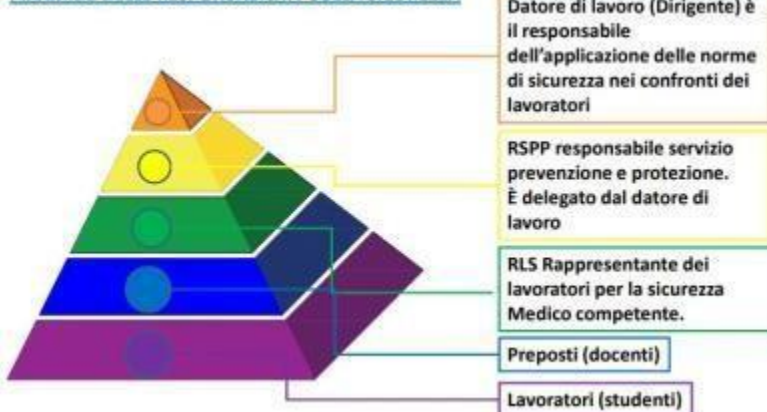 Datore di lavoro (Dirigente) è
il responsabile
dell'applicazione delle norme
di sicurezza nei confronti dei
lavoratori
RSPP responsabile servizio
prevenzione e protezione.
È delegato dal datore di
lavoro
RLS Rappresentante dei
lavoratori per la sicurezza
Medico competente.
Preposti (docenti)
Lavoratori (studenti)